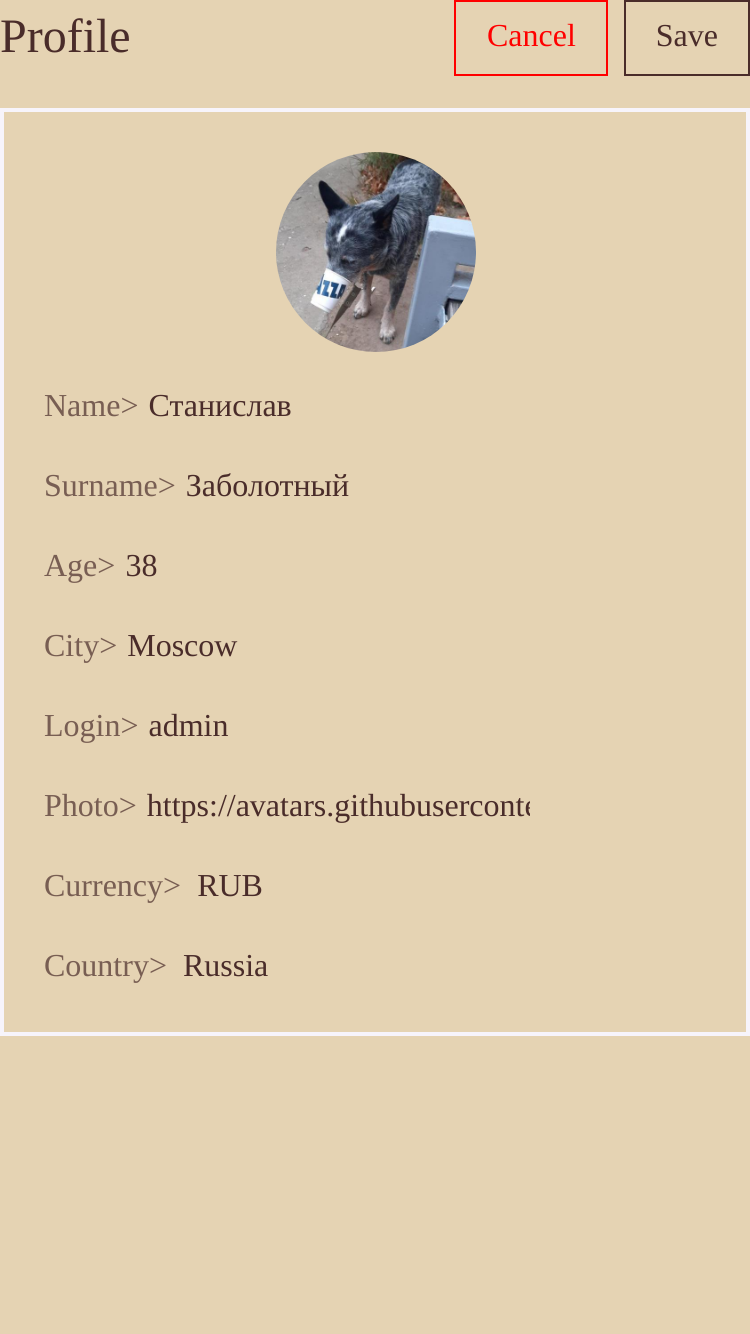 Profile
Cancel
Save
Name> Станислав
Surname> Заболотный
Age> 38
City> Moscow
Login> admin
Photo> https://avatars.githubuserconte
Currency> RUB
Country> Russia